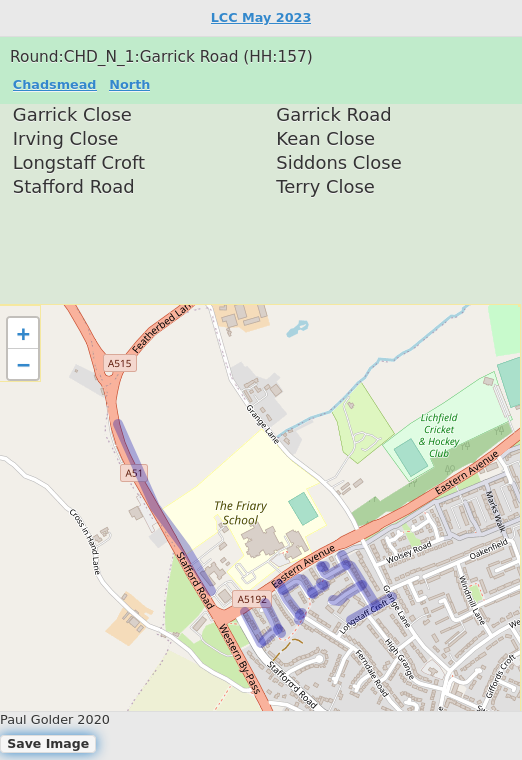 LCC May 2023
Round:CHD_N_1:Garrick Road (HH:157)
Chadsmead North
Garrick Close Garrick Road
Irving Close Kean Close
Longstaff Croft Siddons Close
Stafford Road Terry Close
+
−
Featherbed Lane
A515
Grange Lane
Lichfield
Cricket
& Hockey
Club
A51
Eastern Avenue
Marks Walk
The Friary
School
Cross in Hand Lane
Stafford Road
Eastern Avenue
Wolsey Road
Oakenfield
Windmill Lane
A5192
Grange Lane
Longstaff Croft
Western By-Pass
High Grange
Ferndale Road
Giffords Croft
Stafford Road
Paul Golder 2020
Save Image